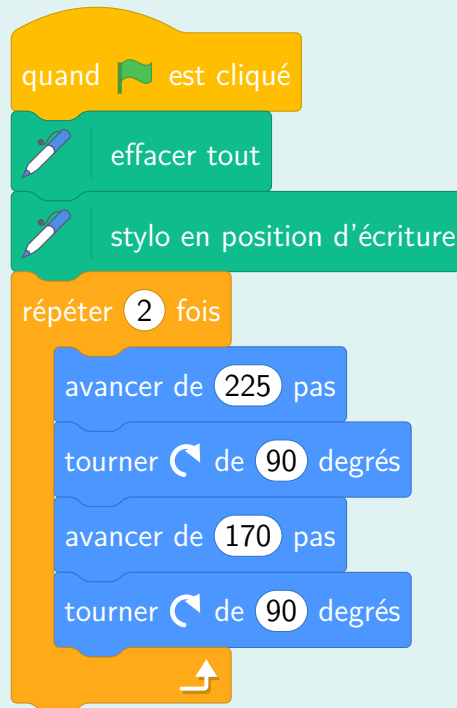 quand est cliqué
effacer tout
stylo en position d'écriture
répéter 2 fois
avancer de 225 pas
tourner de 90 degrés
avancer de 170 pas
tourner de 90 degrés